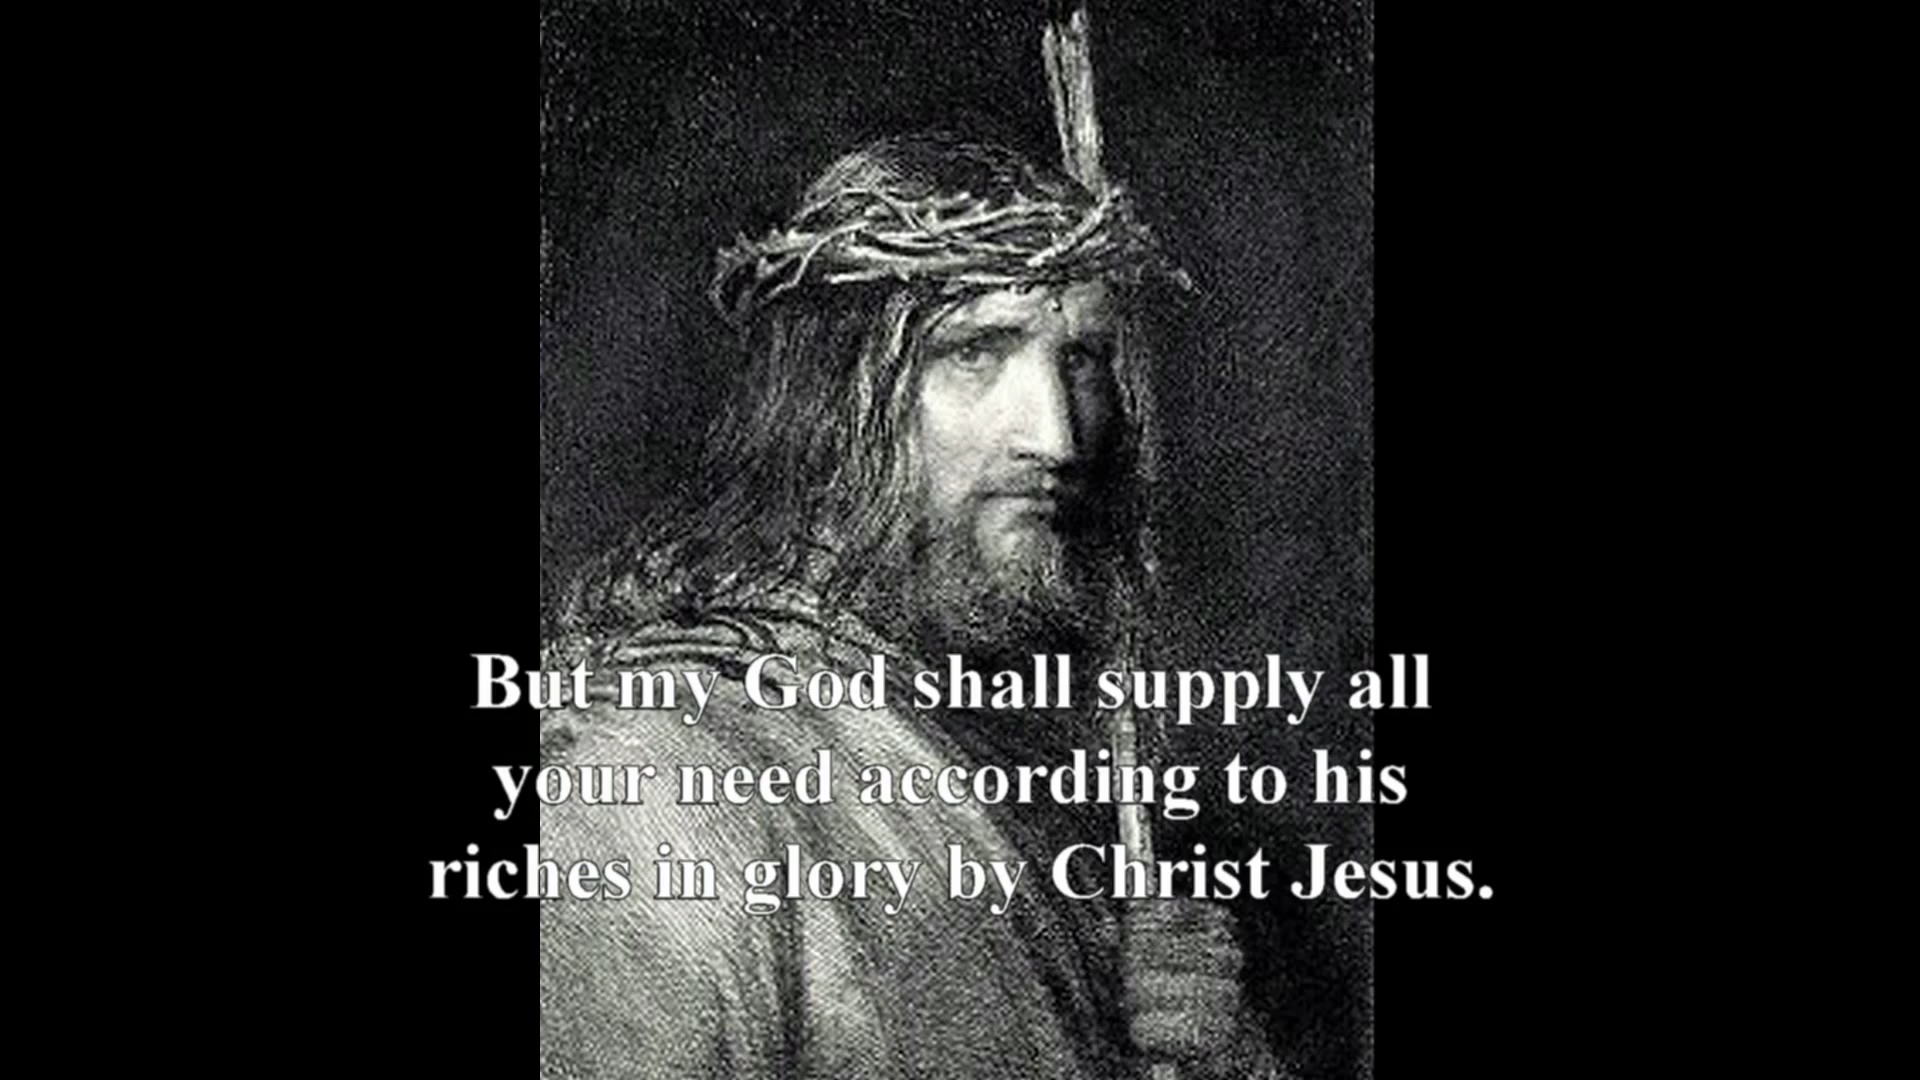 But my God shall supply all
your need according to his
riches in glory by Christ Jesus.